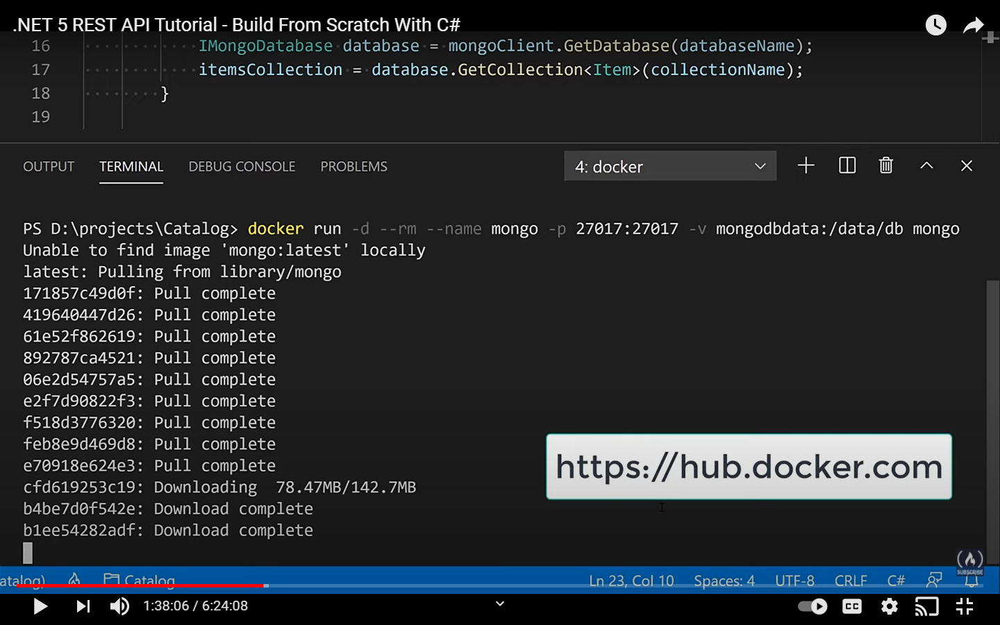 .NET 5 REST API Tutorial - Build From Scratch With C#
16 IMongoDatabase database = mongoClient.GetDatabase(databaseName);
17 itemsCollection = database.GetCollection<Item>(collectionName);
18 }
19
OUTPUT TERMINAL DEBUG CONSOLE PROBLEMS 4: docker
PS D:\projects\Catalog> docker run -d --rm --name mongo -p 27017:27017 -v mongodbdata:/data/db mongo
Unable to find image 'mongo:latest' locally
latest: Pulling from library/mongo
171857c49d0f: Pull complete
419640447d26: Pull complete
61e52f862619: Pull complete
892787ca4521: Pull complete
06e2d54757a5: Pull complete
e2f7d90822f3: Pull complete
f518d3776320: Pull complete
feb8e9d469d8: Pull complete
e70918e624e3: Pull complete
cfd619253c19: Downloading 78.47MB/142.7MB
b4be7d0f542e: Download complete
b1ee54282adf: Download complete
https://hub.docker.com
SUBSCRIBE
atalog) Catalog Ln 23, Col 10 Spaces: 4 UTF-8 CRLF C#
1:38:06 / 6:24:08 CC